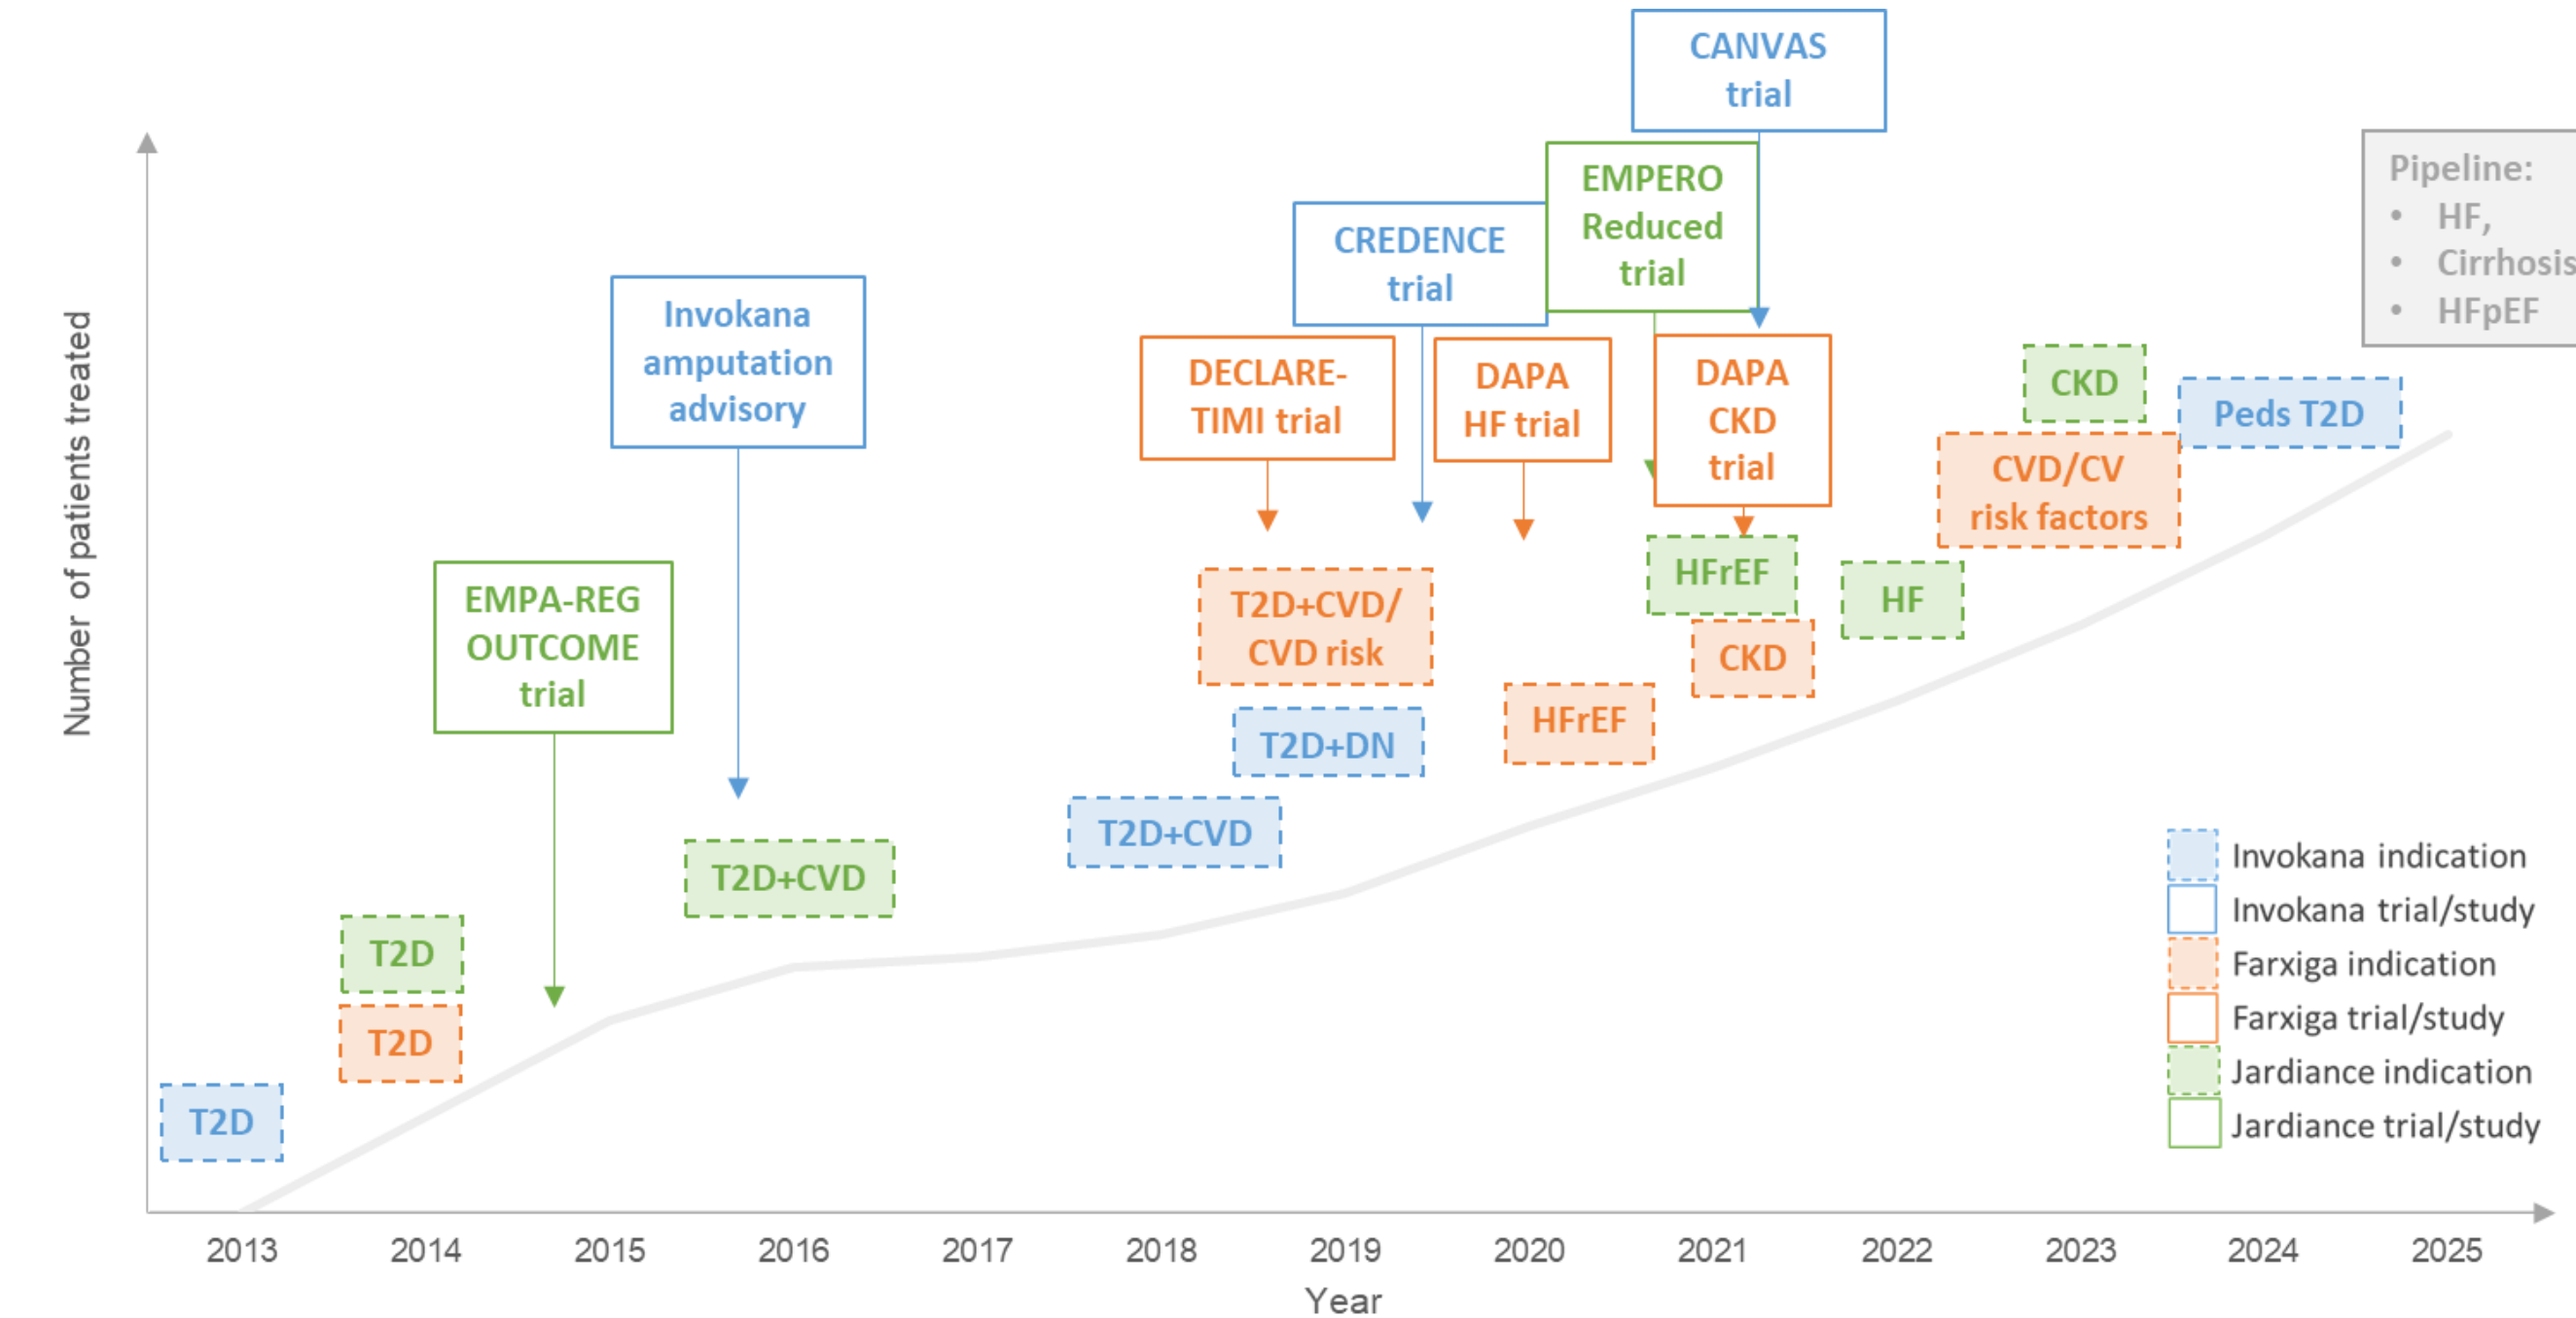 CANVAS
trial
EMPERO
Reduced
trial
Pipeline:
• HF,
• Cirrhosis
• HFpEF
CREDENCE
trial
Invokana
amputation
advisory
DECLARE-
TIMI trial
DAPA
HF trial
DAPA
CKD
trial
CKD
Peds T2D
CVD/CV
risk factors
EMPA-REG
OUTCOME
trial
HFrEF
HF
T2D+CVD/
CVD risk
CKD
HFrEF
T2D+DN
T2D+CVD
T2D+CVD
T2D
T2D
T2D
Number of patients treated
Invokana indication
Invokana trial/study
Farxiga indication
Farxiga trial/study
Jardiance indication
Jardiance trial/study
2013 2014 2015 2016 2017 2018 2019 2020 2021 2022 2023 2024 2025
Year